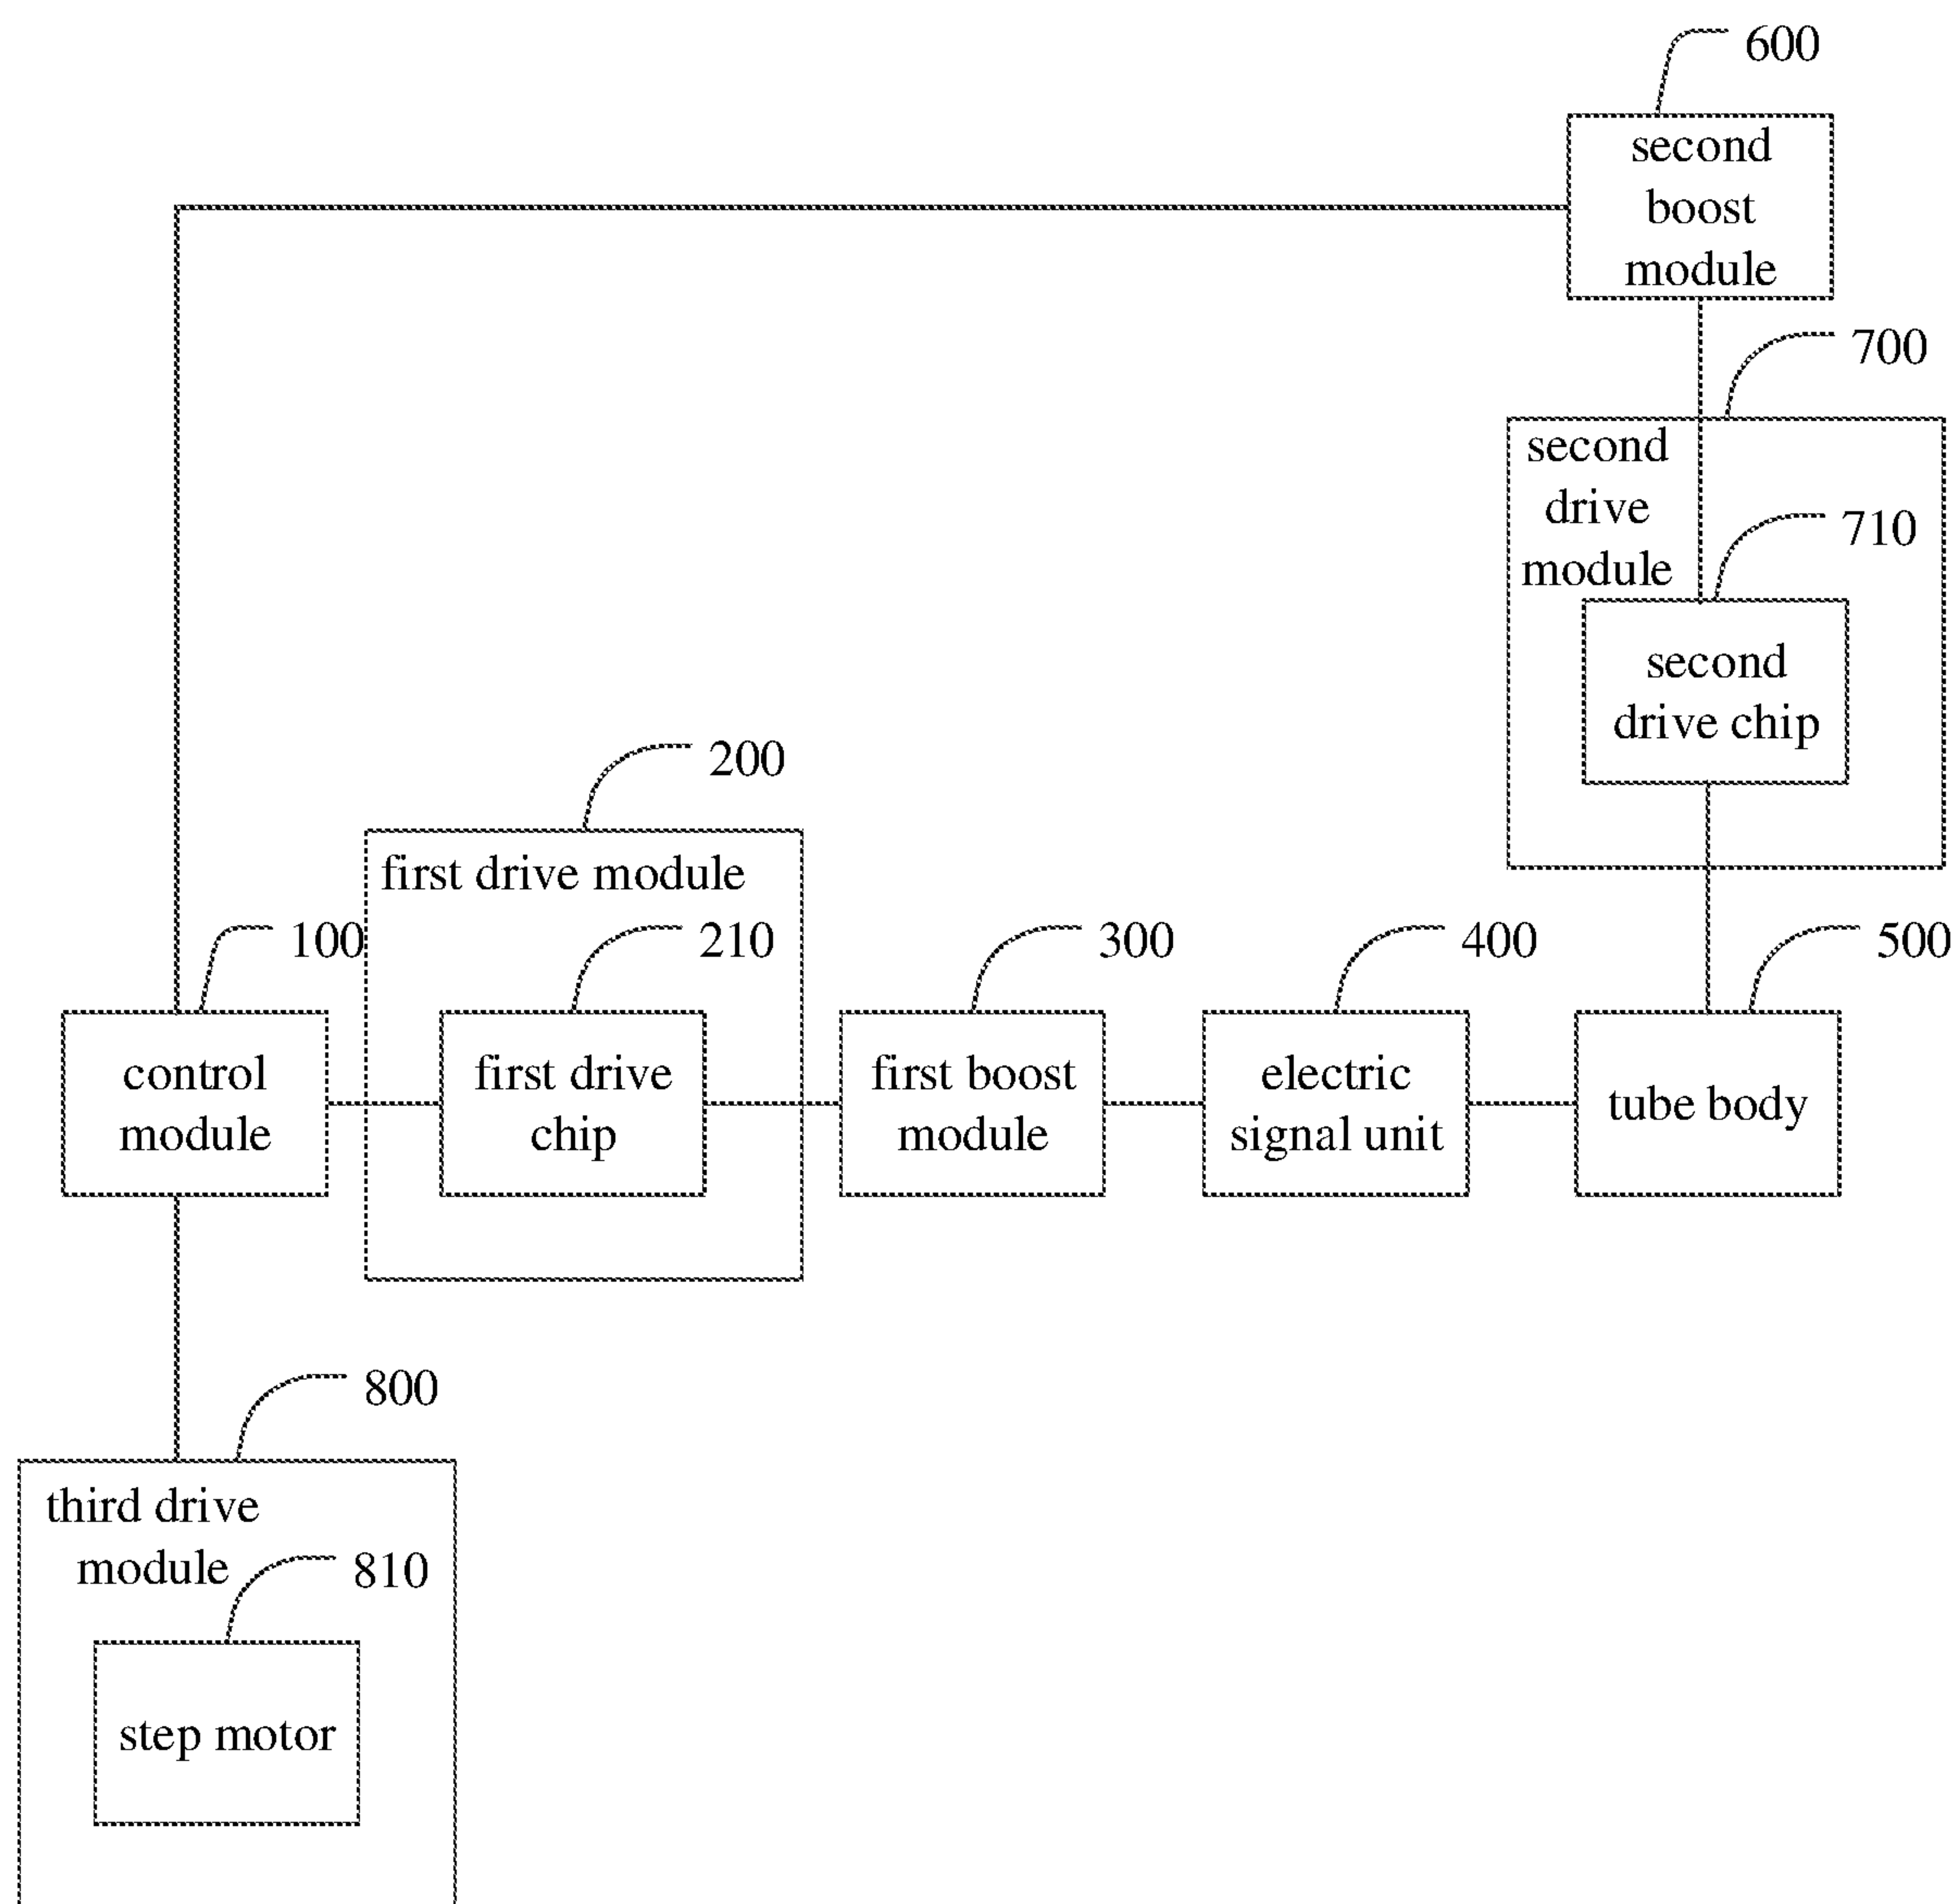 600
second
boost
module
700
second
drive
module
710
second
drive chip
200
first drive module
100
210
300
400
500
control
module
first drive
chip
first boost
module
electric
signal unit
tube body
800
third drive
module
810
step motor